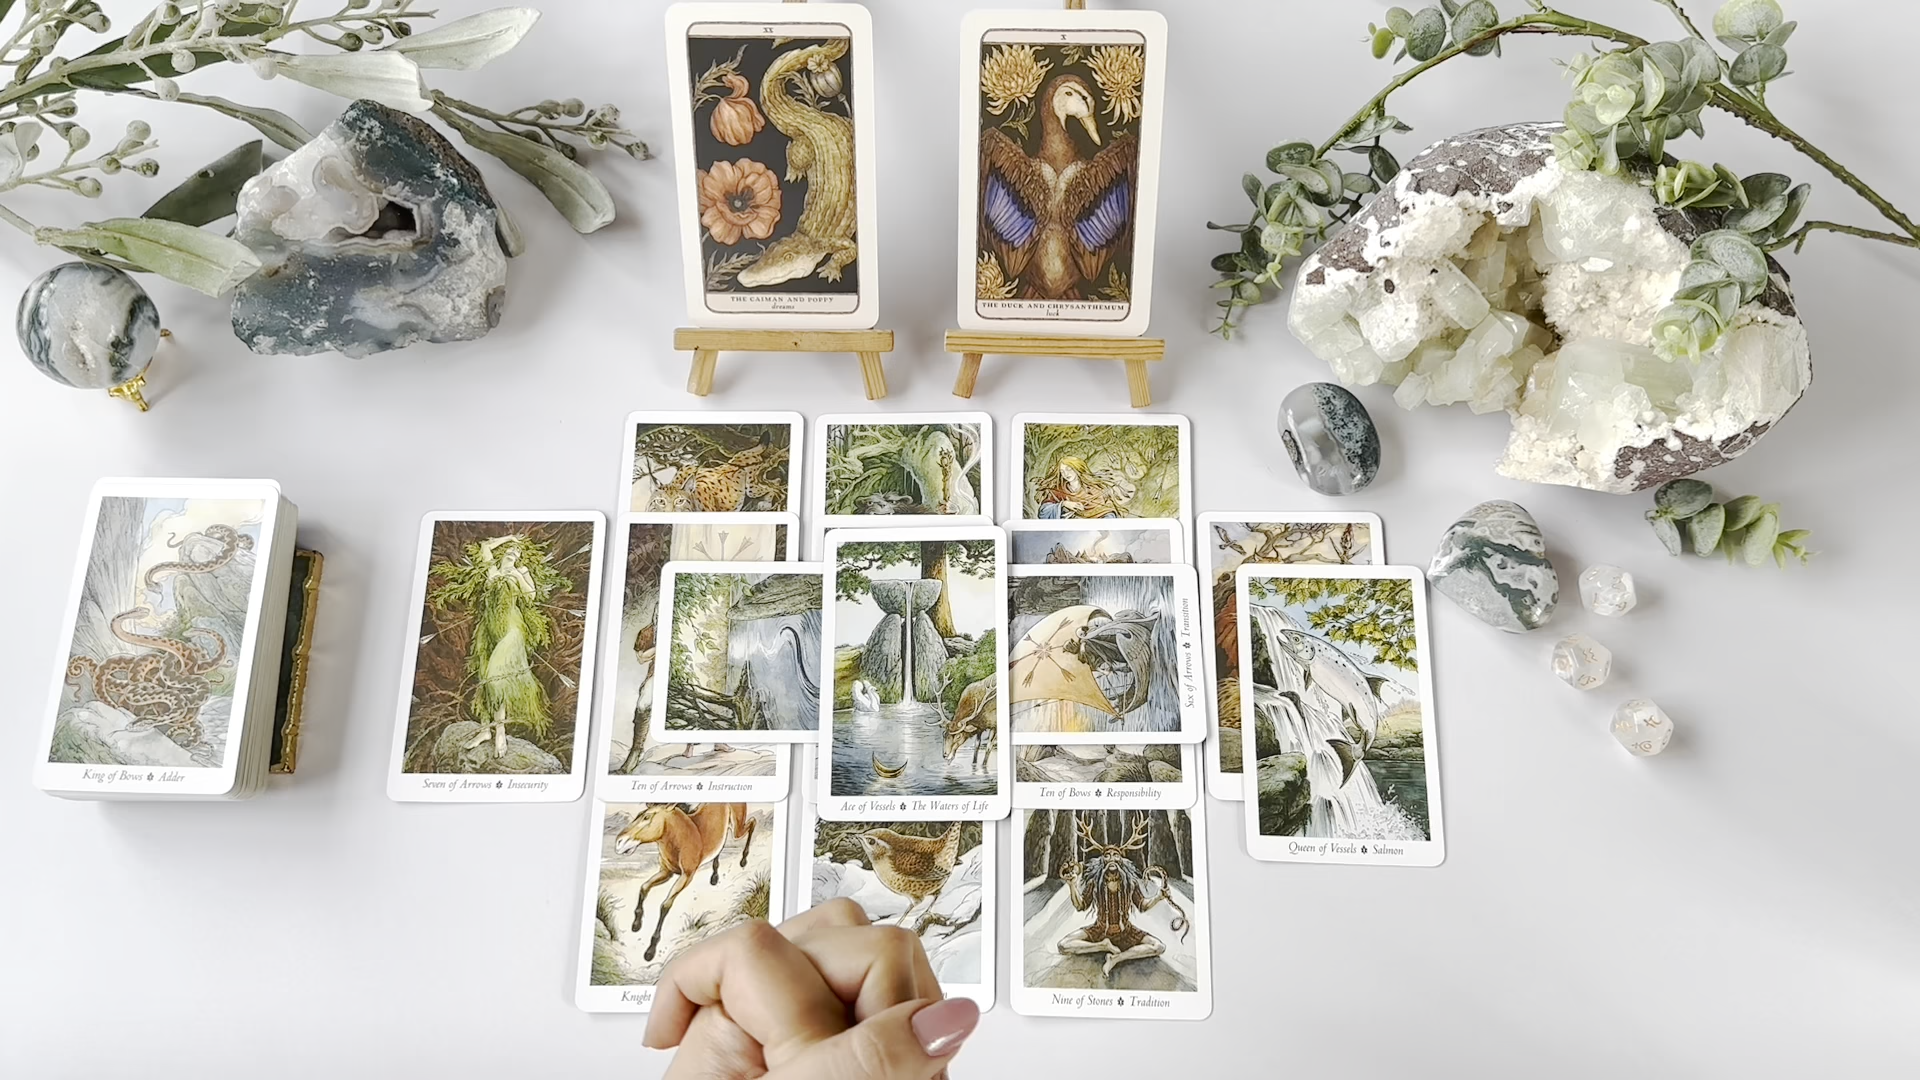 XX
THE CAIMAN AND POPPY
dreams
X
THE DUCK AND CHRYSANTHEMUM
luck
King of Bows Adder
Seven of Arrows Insecurity
Ten of Arrows Instruction
Ace of Vessels The Waters of Life
Six of Arrows Transition
Ten of Bows Responsibility
Queen of Vessels Salmon
Knight
Nine of Stones Tradition